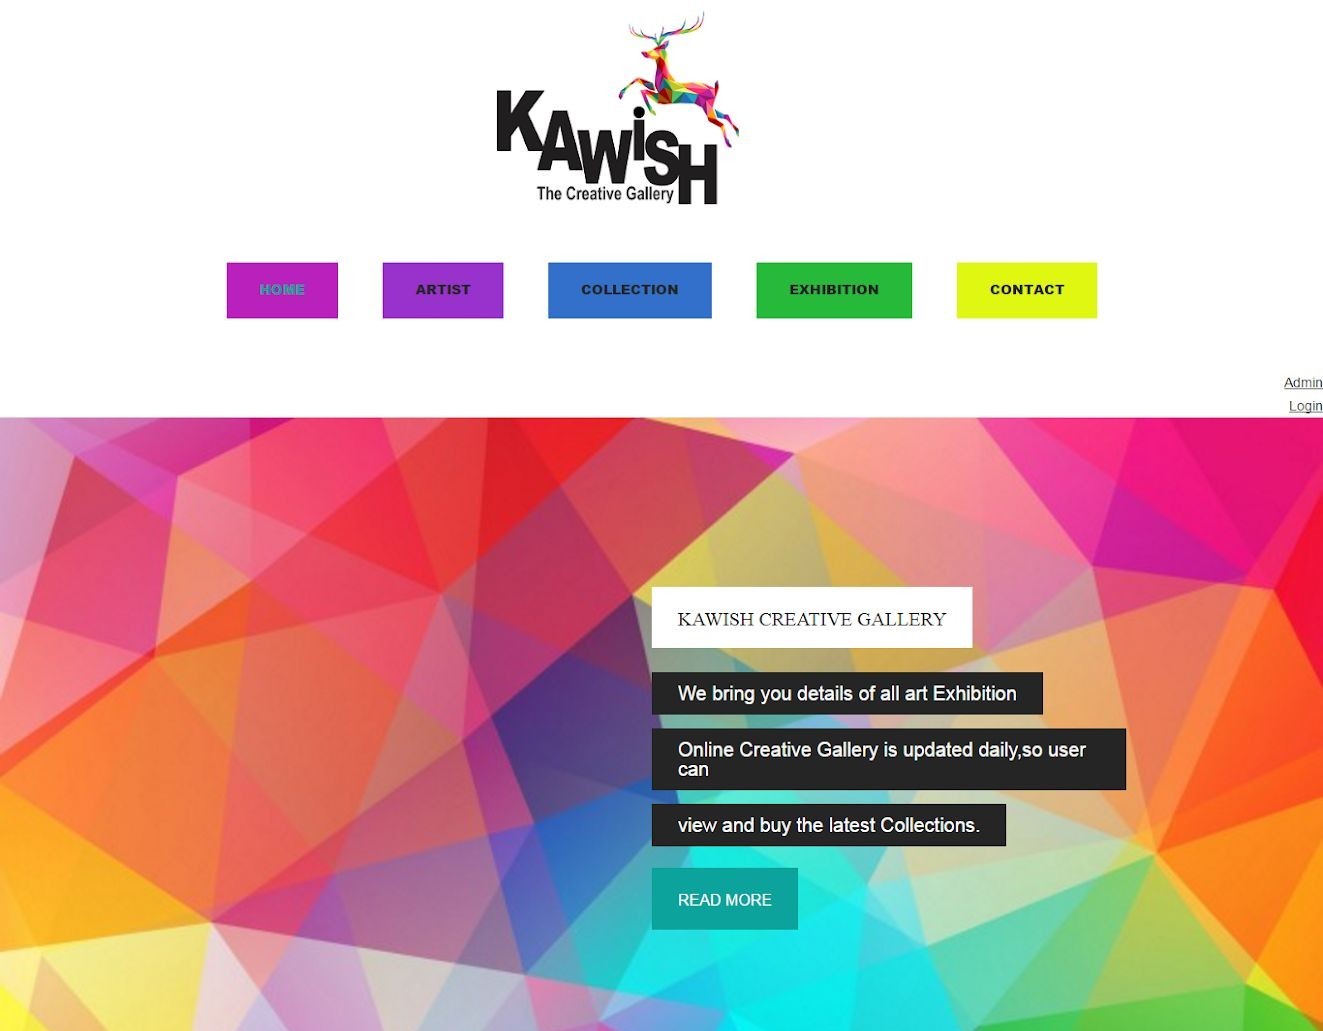 KAWiSH
The Creative Gallery
HOME ARTIST COLLECTION EXHIBITION CONTACT
Admin
Login
KAWISH CREATIVE GALLERY
We bring you details of all art Exhibition
Online Creative Gallery is updated daily,so user
can
view and buy the latest Collections.
READ MORE